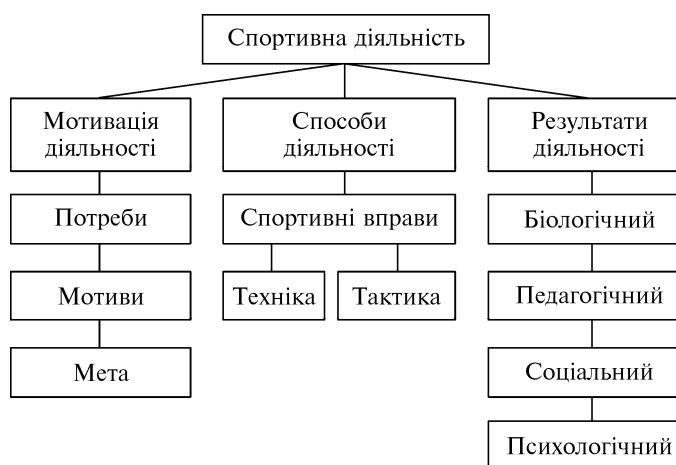 Спортивна діяльність
Мотивація
діяльності
Способи
діяльності
Результати
діяльності
Потреби
Спортивні вправи
Біологічний
Мотиви
Техніка
Тактика
Педагогічний
Мета
Соціальний
Психологічний